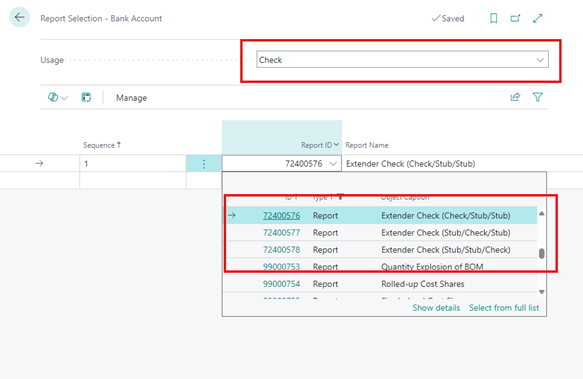 Report Selection - Bank Account
Saved
Usage
Check
Manage
Sequence ↑
Report ID
Report Name
1
72400576
Extender Check (Check/Stub/Stub)
ID ↑
Type ↑
Object Caption
72400576 Report Extender Check (Check/Stub/Stub)
72400577 Report Extender Check (Stub/Check/Stub)
72400578 Report Extender Check (Stub/Stub/Check)
99000753 Report Quantity Explosion of BOM
99000754 Report Rolled-up Cost Shares
Report
Show details
Select from full list